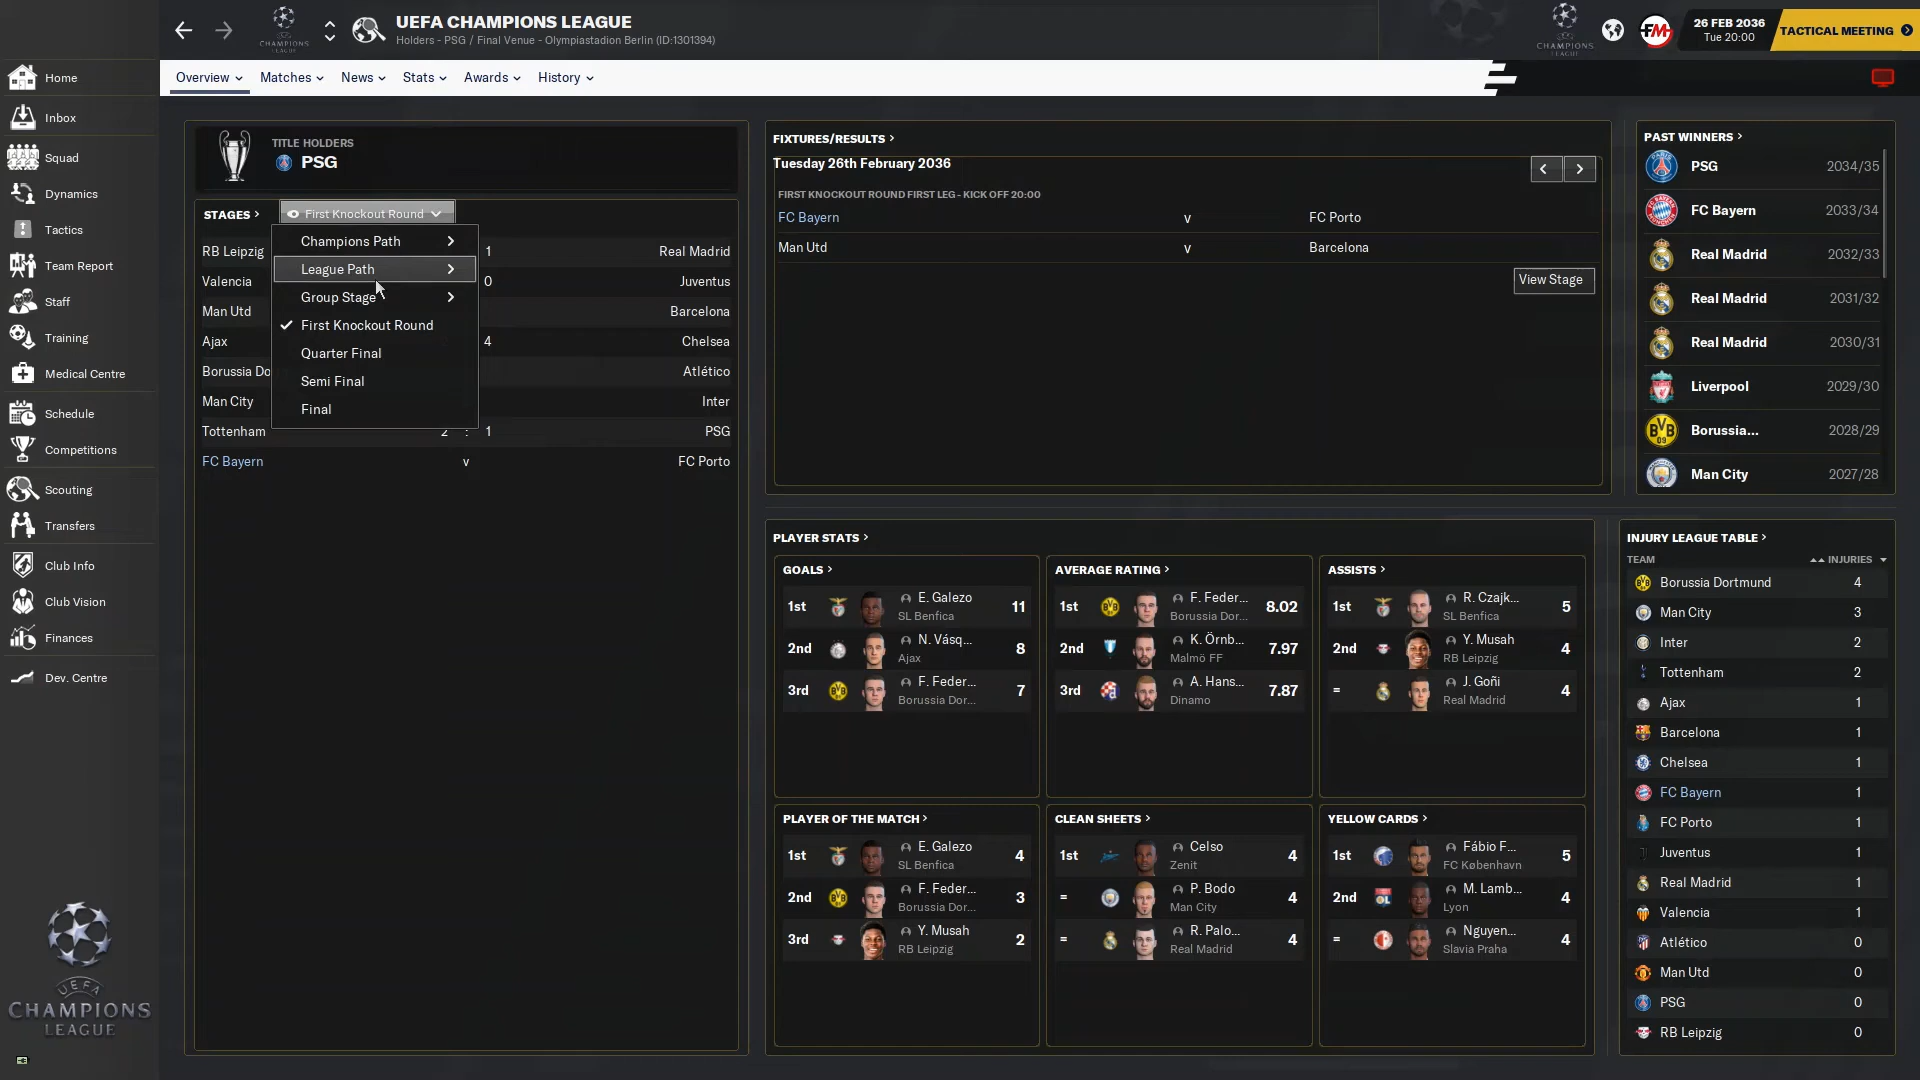 UEFA CHAMPIONS LEAGUE
Holders - PSG / Final Venue - Olympiastadion Berlin (ID:1301394)
CHAMPIONS
LEAGUE
CHAMPIONS
LEAGUE
FM
26 FEB 2036
Tue 20:00
TACTICAL MEETING
Overview
Matches
News
Stats
Awards
History
Home
Inbox
Squad
Dynamics
Tactics
Team Report
Staff
Training
Medical Centre
Schedule
Competitions
Scouting
Transfers
Club Info
Club Vision
Finances
Dev. Centre
UEFA
CHAMPIONS
LEAGUE
TITLE HOLDERS
PSG
STAGES >
First Knockout Round
Champions Path
League Path
Group Stage
First Knockout Round
Quarter Final
Semi Final
Final
RB Leipzig 1 Real Madrid
Valencia 0 Juventus
Man Utd Barcelona
Ajax 4 Chelsea
Borussia Do Atlético
Man City Inter
Tottenham 2 : 1 PSG
FC Bayern v FC Porto
FIXTURES/RESULTS >
Tuesday 26th February 2036
FIRST KNOCKOUT ROUND FIRST LEG - KICK OFF 20:00
FC Bayern v FC Porto
Man Utd v Barcelona
View Stage
PAST WINNERS >
PSG 2034/35
FC Bayern 2033/34
Real Madrid 2032/33
Real Madrid 2031/32
Real Madrid 2030/31
Liverpool 2029/30
Borussia... 2028/29
Man City 2027/28
PLAYER STATS >
GOALS >
1st E. Galezo 11
SL Benfica
2nd N. Vásq... 8
Ajax
3rd F. Feder... 7
Borussia Dor...
AVERAGE RATING >
1st F. Feder... 8.02
Borussia Dor...
2nd K. Örnb... 7.97
Malmö FF
3rd A. Hans... 7.87
Dinamo
ASSISTS >
1st R. Czajk... 5
SL Benfica
2nd Y. Musah 4
RB Leipzig
= J. Goñi 4
Real Madrid
PLAYER OF THE MATCH >
1st E. Galezo 4
SL Benfica
2nd F. Feder... 3
Borussia Dor...
3rd Y. Musah 2
RB Leipzig
CLEAN SHEETS >
1st Celso 4
Zenit
= P. Bodo 4
Man City
= R. Palo... 4
Real Madrid
YELLOW CARDS >
1st Fábio F... 5
FC København
2nd M. Lamb... 4
Lyon
= Nguyen... 4
Slavia Praha
INJURY LEAGUE TABLE >
TEAM INJURIES
Borussia Dortmund 4
Man City 3
Inter 2
Tottenham 2
Ajax 1
Barcelona 1
Chelsea 1
FC Bayern 1
FC Porto 1
Juventus 1
Real Madrid 1
Valencia 1
Atlético 0
Man Utd 0
PSG 0
RB Leipzig 0